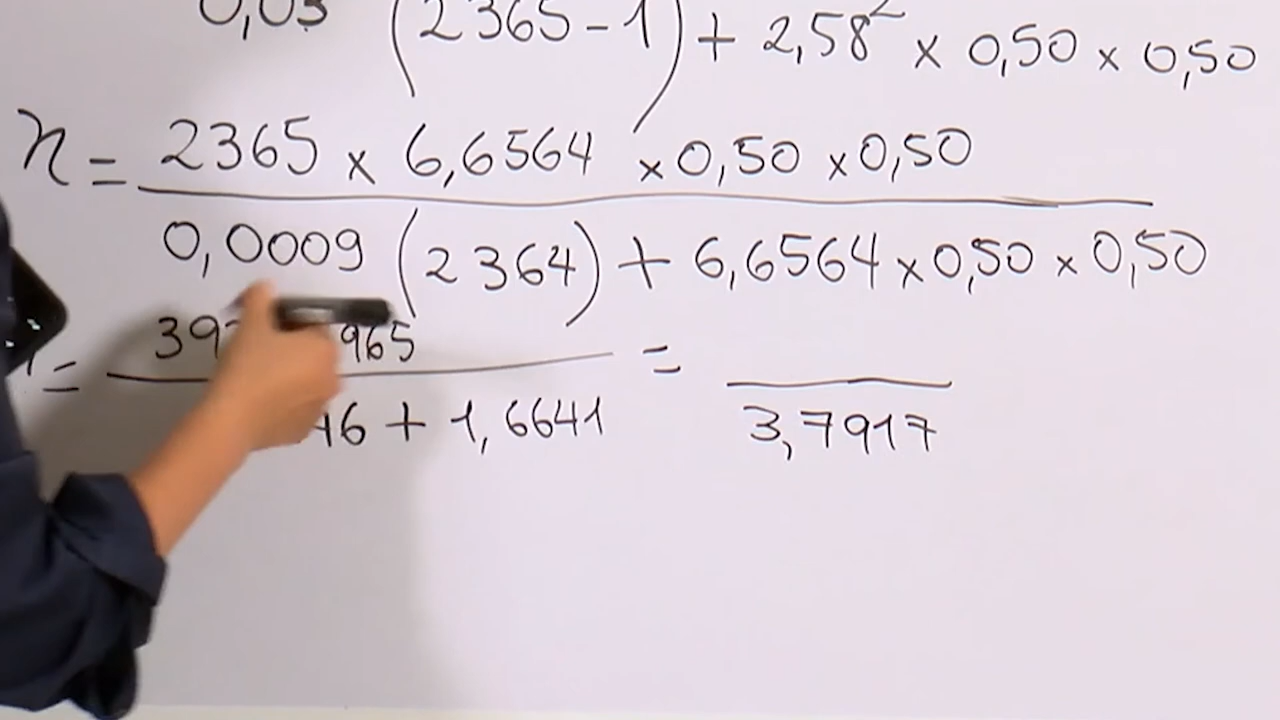 0,03 (2365-1) + 2,58² x 0,50 x 0,50
n = 2365 x 6,6564 x 0,50 x 0,50
0,0009 (2364) + 6,6564 x 0,50 x 0,50
= 965 =
16 + 1,6641 3,7917